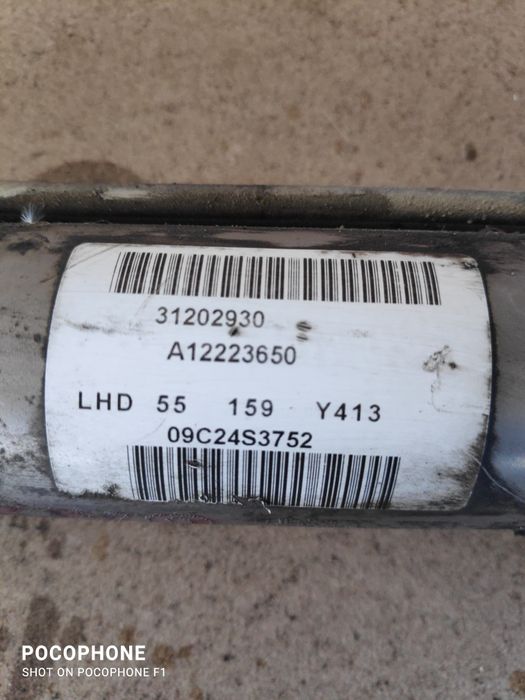 31202930
A12223650
LHD 55 159 Y413
09C24S3752
POCOPHONE
SHOT ON POCOPHONE F1